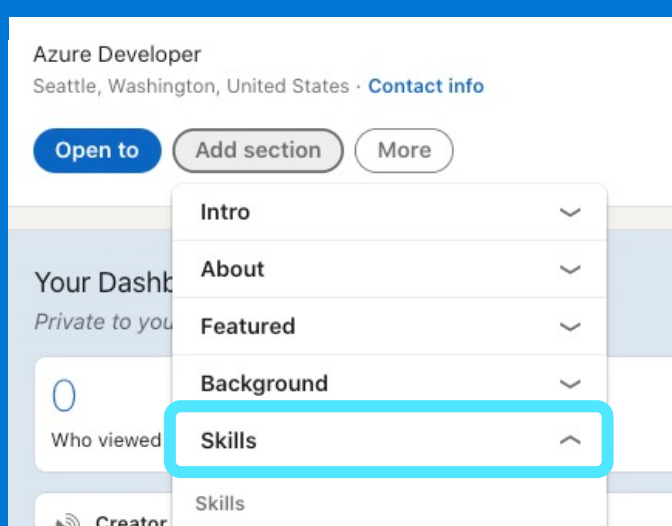 Azure Developer
Seattle, Washington, United States · Contact info
Open to
Add section
More
Intro
About
Your Dashb
Private to you
Featured
Background
0
Who viewed
Skills
Skills
Creator